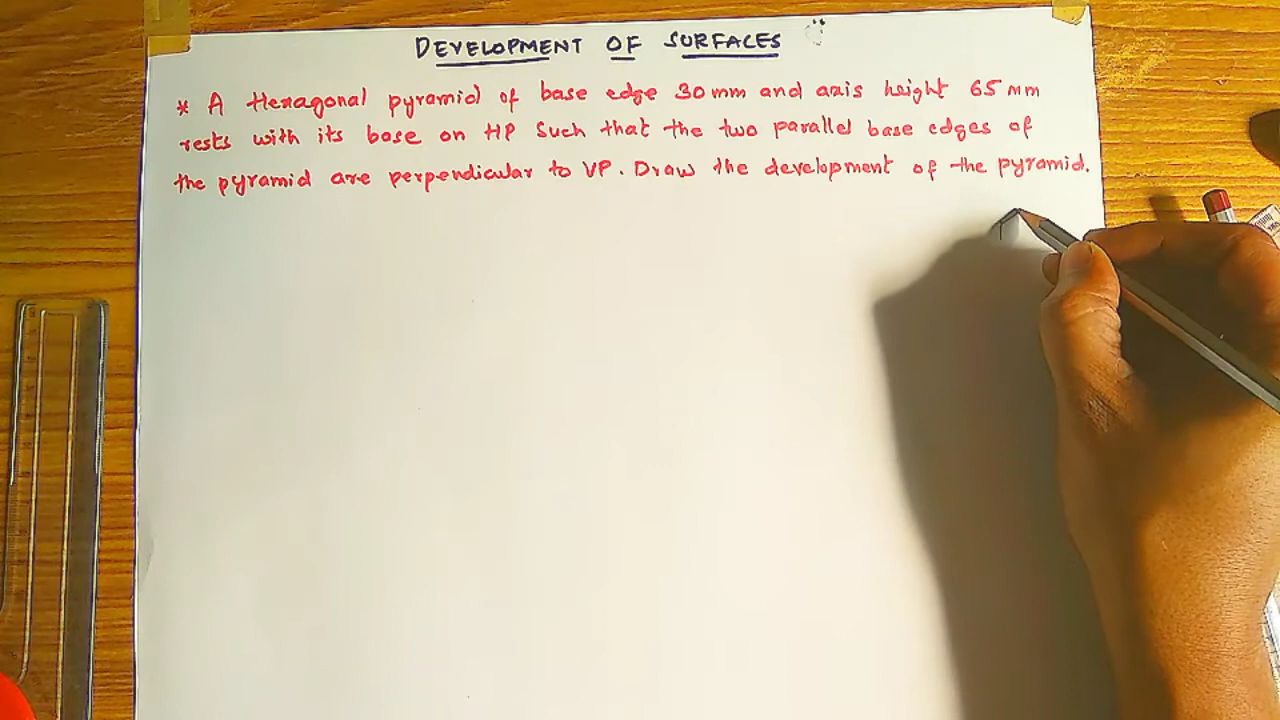 DEVELOPMENT OF SURFACES
* A Hexagonal pyramid of base edge 30mm and axis height 65mm
rests with its base on HP Such that the two parallel base edges of
the pyramid are perpendicular to VP. Draw the development of the pyramid.